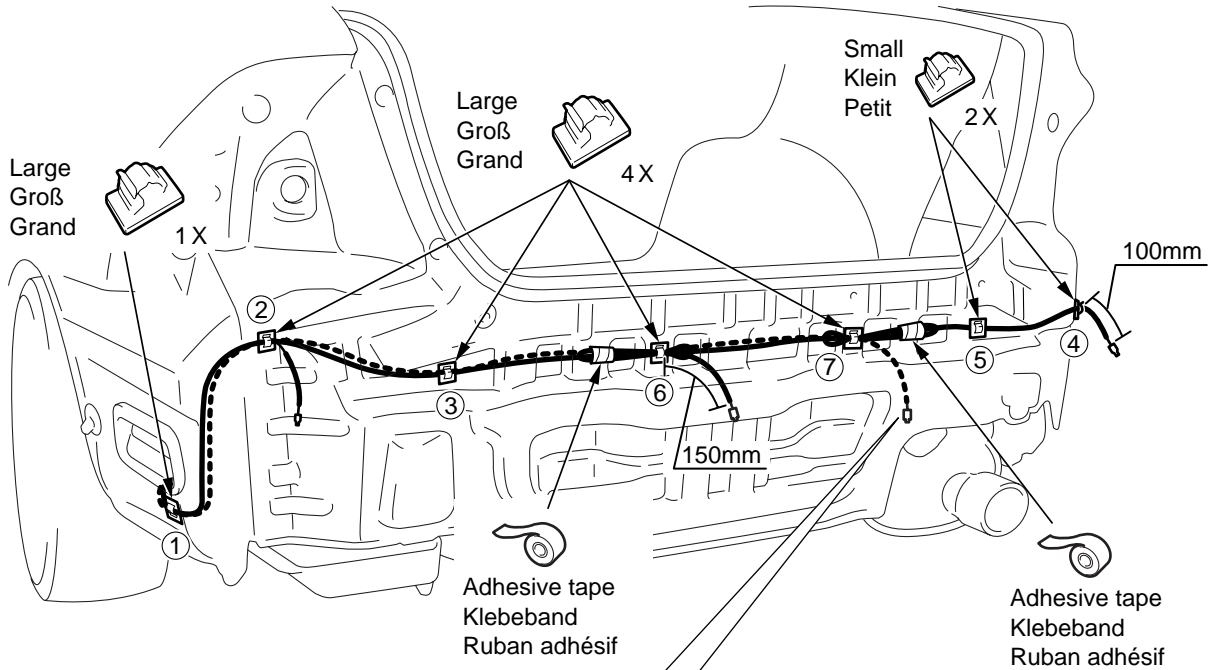 Small
Klein
Petit
2 X
Large
Groß
Grand
4 X
Large
Groß
Grand
1 X
100mm
②
①
③
⑥
⑦
⑤
④
150mm
Adhesive tape
Klebeband
Ruban adhésif
Adhesive tape
Klebeband
Ruban adhésif